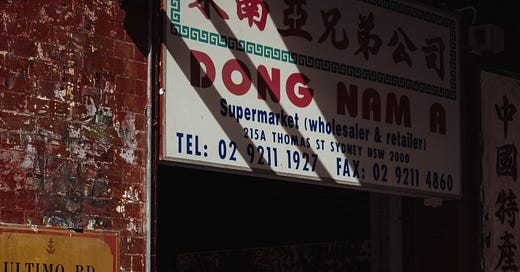 東南亞兄弟公司
DONG NAM A
Supermarket (wholesaler & retailer)
215A THOMAS ST SYDNEY NSW 2000
TEL: 02 9211 1927 FAX: 02 9211 4860
中國特產
ULTIMO RD